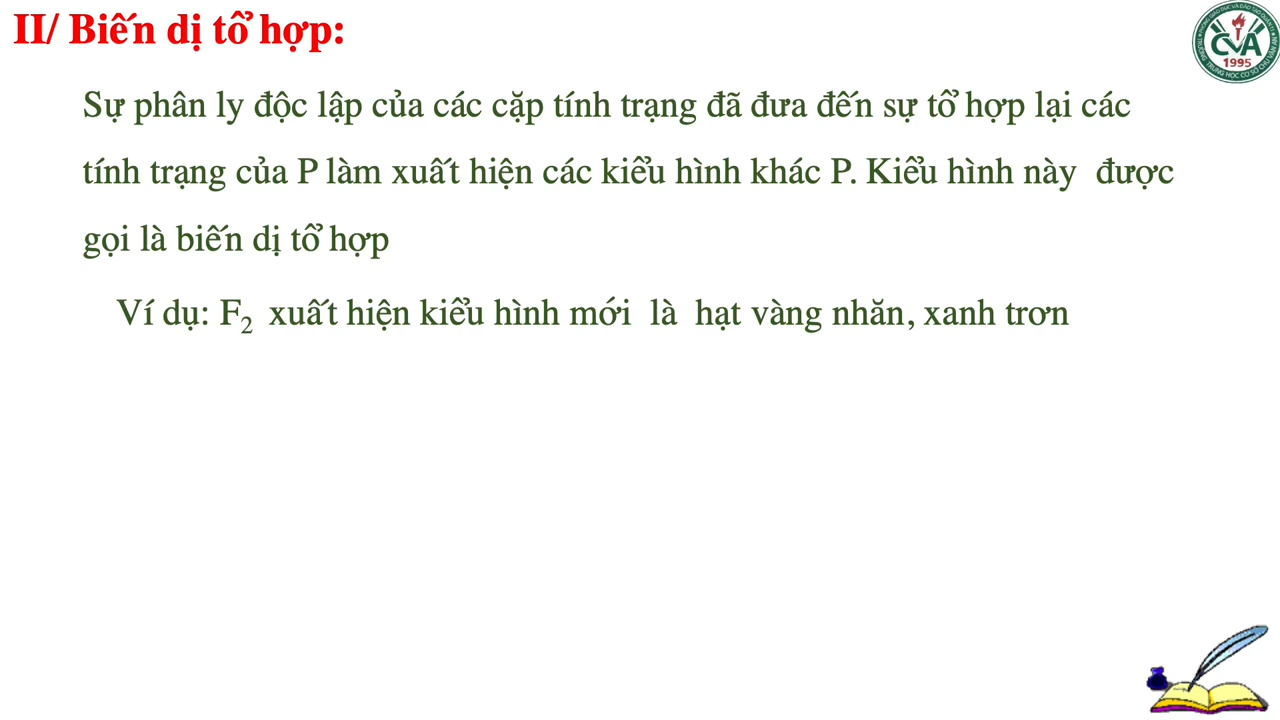 II/ Biến dị tổ hợp:
CVA
1995
Sự phân ly độc lập của các cặp tính trạng đã đưa đến sự tổ hợp lại các
tính trạng của P làm xuất hiện các kiểu hình khác P. Kiểu hình này được
gọi là biến dị tổ hợp
Ví dụ: F2 xuất hiện kiểu hình mới là hạt vàng nhăn, xanh trơn